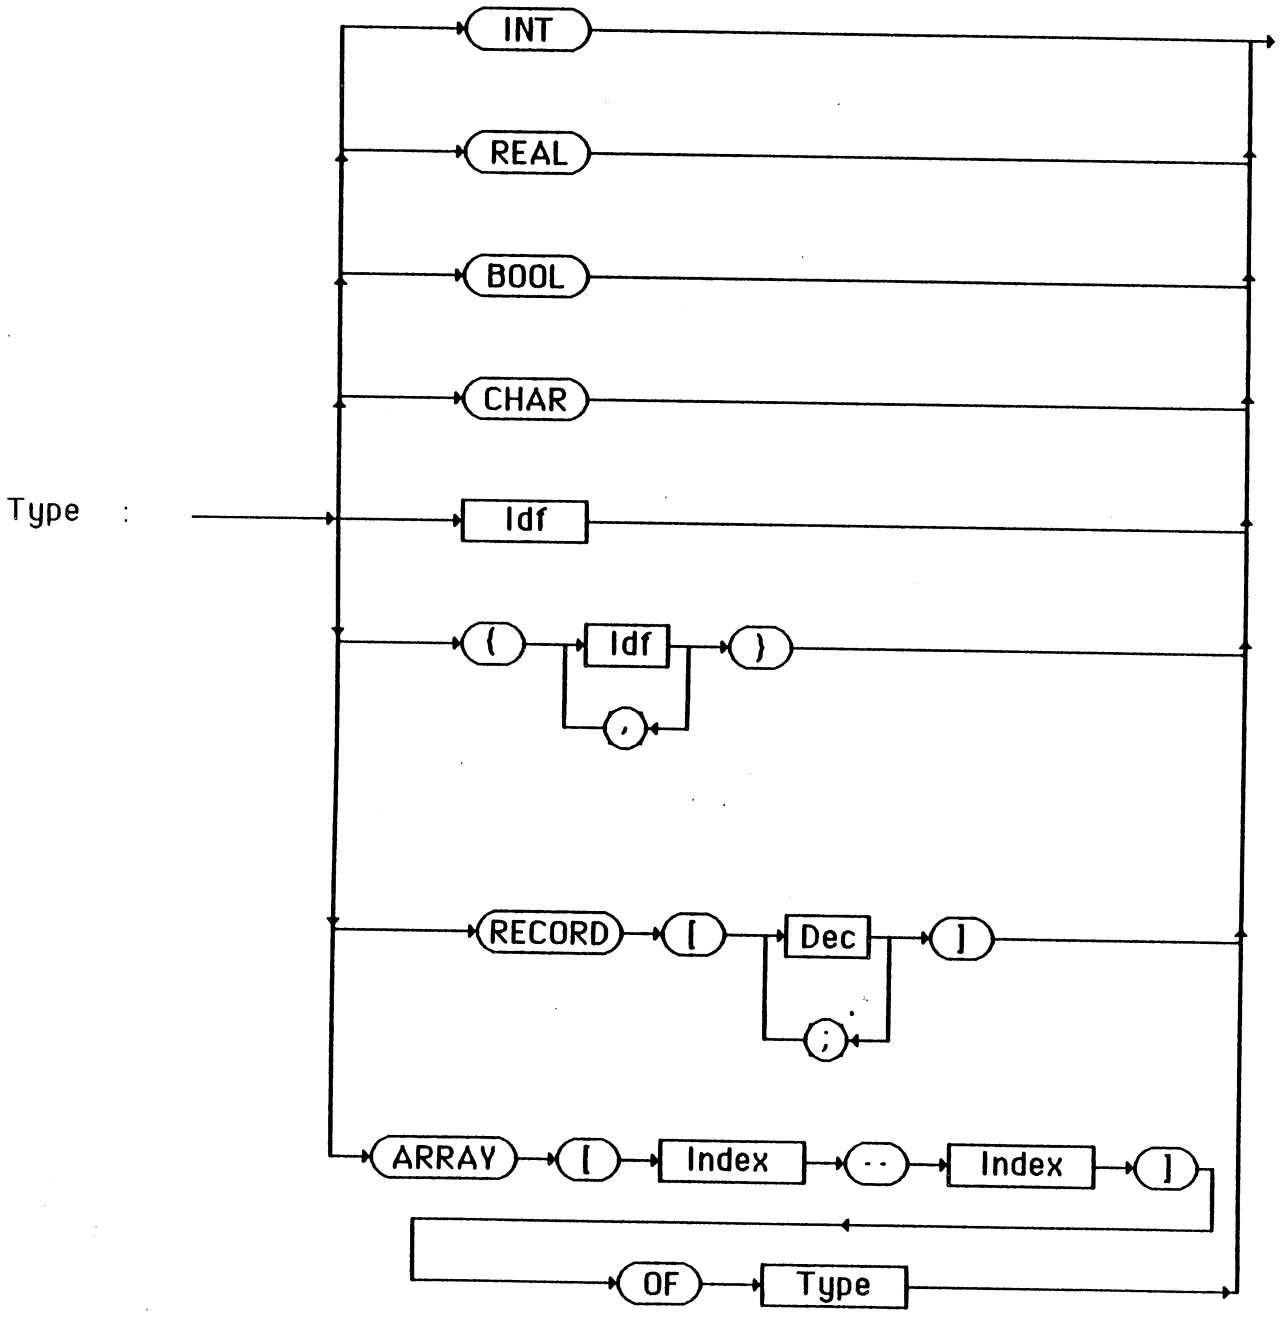 INT
REAL
BOOL
CHAR
Type : Idf
( Idf )
,
RECORD [ Dec ]
;
ARRAY [ Index .. Index ]
OF Type